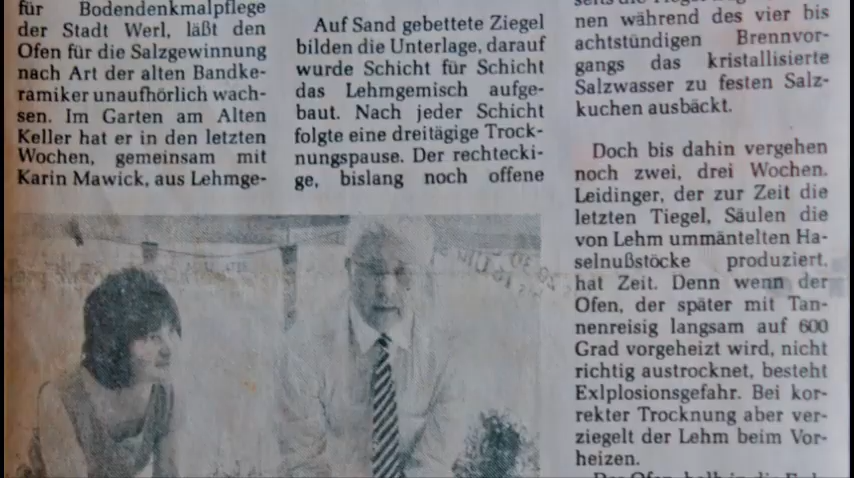 für Bodendenkmalpflege
der Stadt Werl, läßt den
Ofen für die Salzgewinnung
nach Art der alten Bandke-
ramiker unaufhörlich wach-
sen. Im Garten am Alten
Keller hat er in den letzten
Wochen, gemeinsam mit
Karin Mawick, aus Lehmge-
Auf Sand gebettete Ziegel
bilden die Unterlage, darauf
wurde Schicht für Schicht
das Lehmgemisch aufge-
baut. Nach jeder Schicht
folgte eine dreitägige Trock-
nungspause. Der rechtecki-
ge, bislang noch offene
nen während des vier bis
achtstündigen Brennvor-
gangs das kristallisierte
Salzwasser zu festen Salz-
kuchen ausbäckt.
Doch bis dahin vergehen
noch zwei, drei Wochen.
Leidinger, der zur Zeit die
letzten Tiegel, Säulen die
von Lehm ummäntelten Ha-
selnußstöcke produziert,
hat Zeit. Denn wenn der
Ofen, der später mit Tan-
nenreisig langsam auf 600
Grad vorgeheizt wird, nicht
richtig austrocknet, besteht
Exlplosionsgefahr. Bei kor-
rekter Trocknung aber ver-
ziegelt der Lehm beim Vor-
heizen.